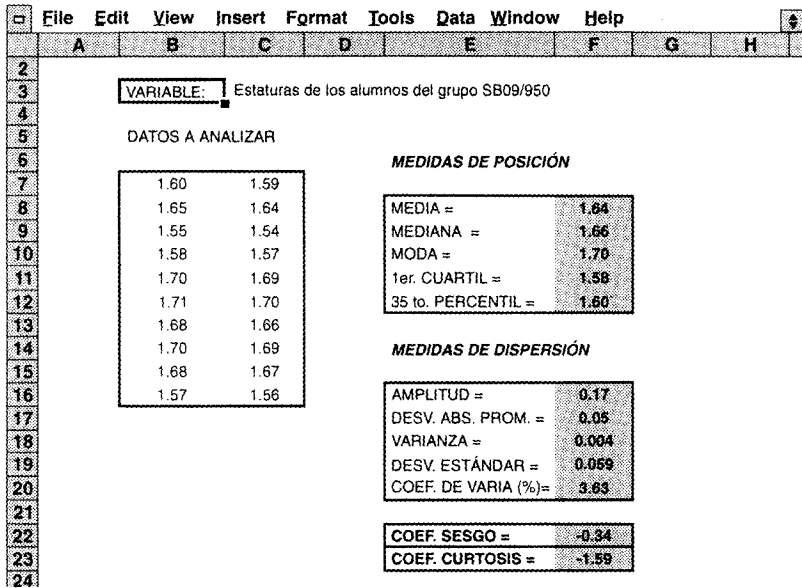 File Edit View Insert Format Tools Data Window Help
A B C D E F G H
2
3 VARIABLE: Estaturas de los alumnos del grupo SB09/950
4
5 DATOS A ANALIZAR
6 MEDIDAS DE POSICIÓN
7 1.60 1.59
8 1.65 1.64 MEDIA = 1.64
9 1.55 1.54 MEDIANA = 1.66
10 1.58 1.57 MODA = 1.70
11 1.70 1.69 1er. CUARTIL = 1.58
12 1.71 1.70 35 to. PERCENTIL = 1.60
13 1.68 1.66
14 1.70 1.69 MEDIDAS DE DISPERSIÓN
15 1.68 1.67
16 1.57 1.56 AMPLITUD = 0.17
17 DESV. ABS. PROM. = 0.05
18 VARIANZA = 0.004
19 DESV. ESTÁNDAR = 0.059
20 COEF. DE VARIA (%)= 3.63
21
22 COEF. SESGO = -0.34
23 COEF. CURTOSIS = -1.59
24